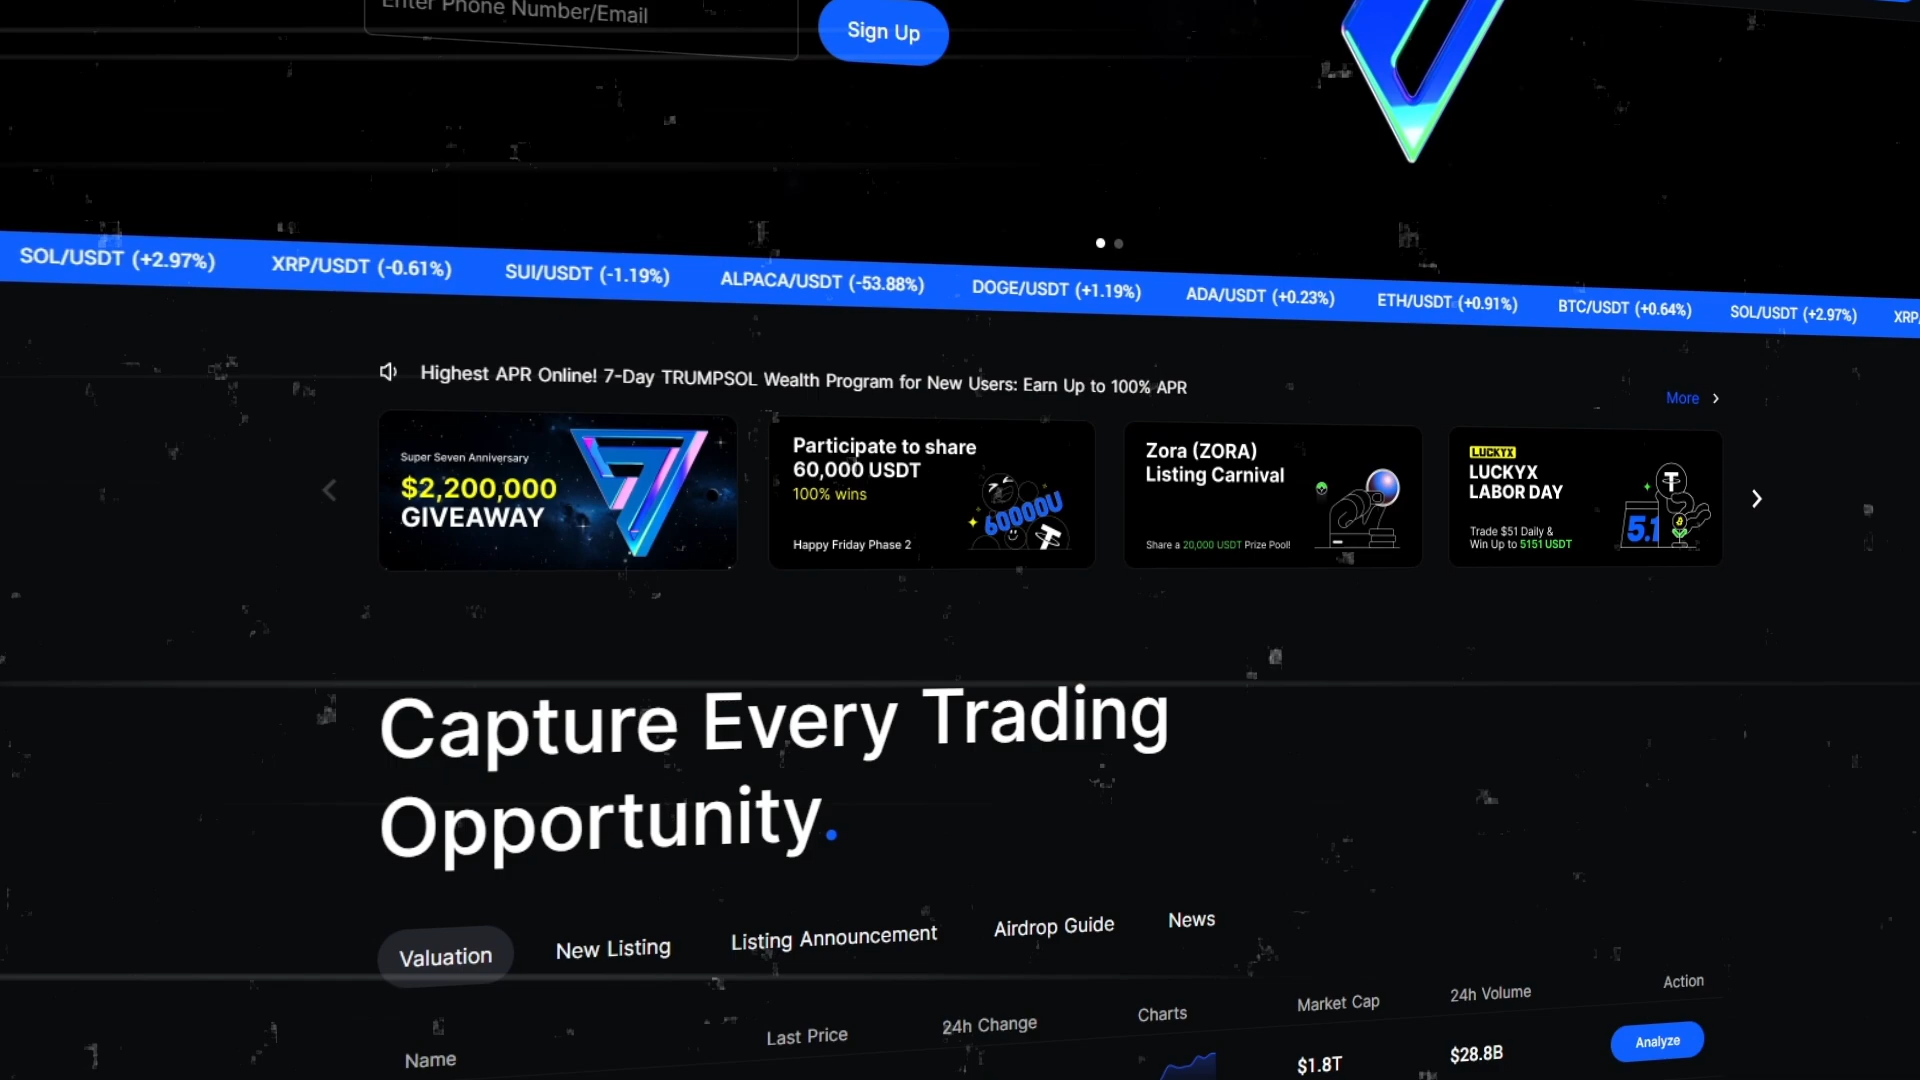 Enter Phone Number/Email
Sign Up
SOL/USDT (+2.97%) XRP/USDT (-0.61%) SUI/USDT (-1.19%) ALPACA/USDT (-53.88%) DOGE/USDT (+1.19%) ADA/USDT (+0.23%) ETH/USDT (+0.91%) BTC/USDT (+0.64%) SOL/USDT (+2.97%) XRP/
Highest APR Online! 7-Day TRUMPSOL Wealth Program for New Users: Earn Up to 100% APR
More
Super Seven Anniversary
$2,200,000
GIVEAWAY
Participate to share
60,000 USDT
100% wins
60000U
Happy Friday Phase 2
Zora (ZORA)
Listing Carnival
Share a 20,000 USDT Prize Pool!
LUCKYX
LUCKYX
LABOR DAY
5.1
Trade $51 Daily &
Win Up to 5151 USDT
Capture Every Trading
Opportunity.
Valuation New Listing Listing Announcement Airdrop Guide News
Name Last Price 24h Change Charts Market Cap 24h Volume Action
$1.8T $28.8B Analyze